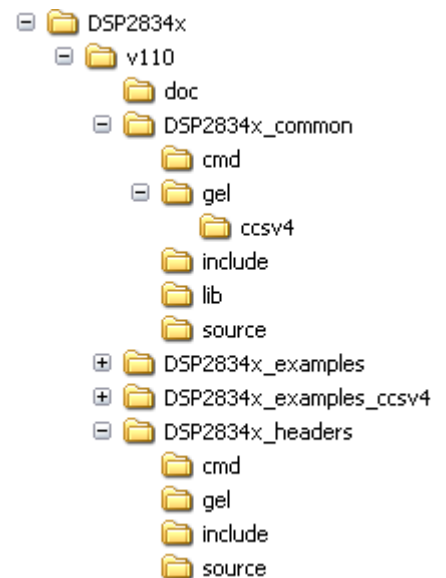 DSP2834x
v110
doc
DSP2834x_common
cmd
gel
ccsv4
include
lib
source
DSP2834x_examples
DSP2834x_examples_ccsv4
DSP2834x_headers
cmd
gel
include
source